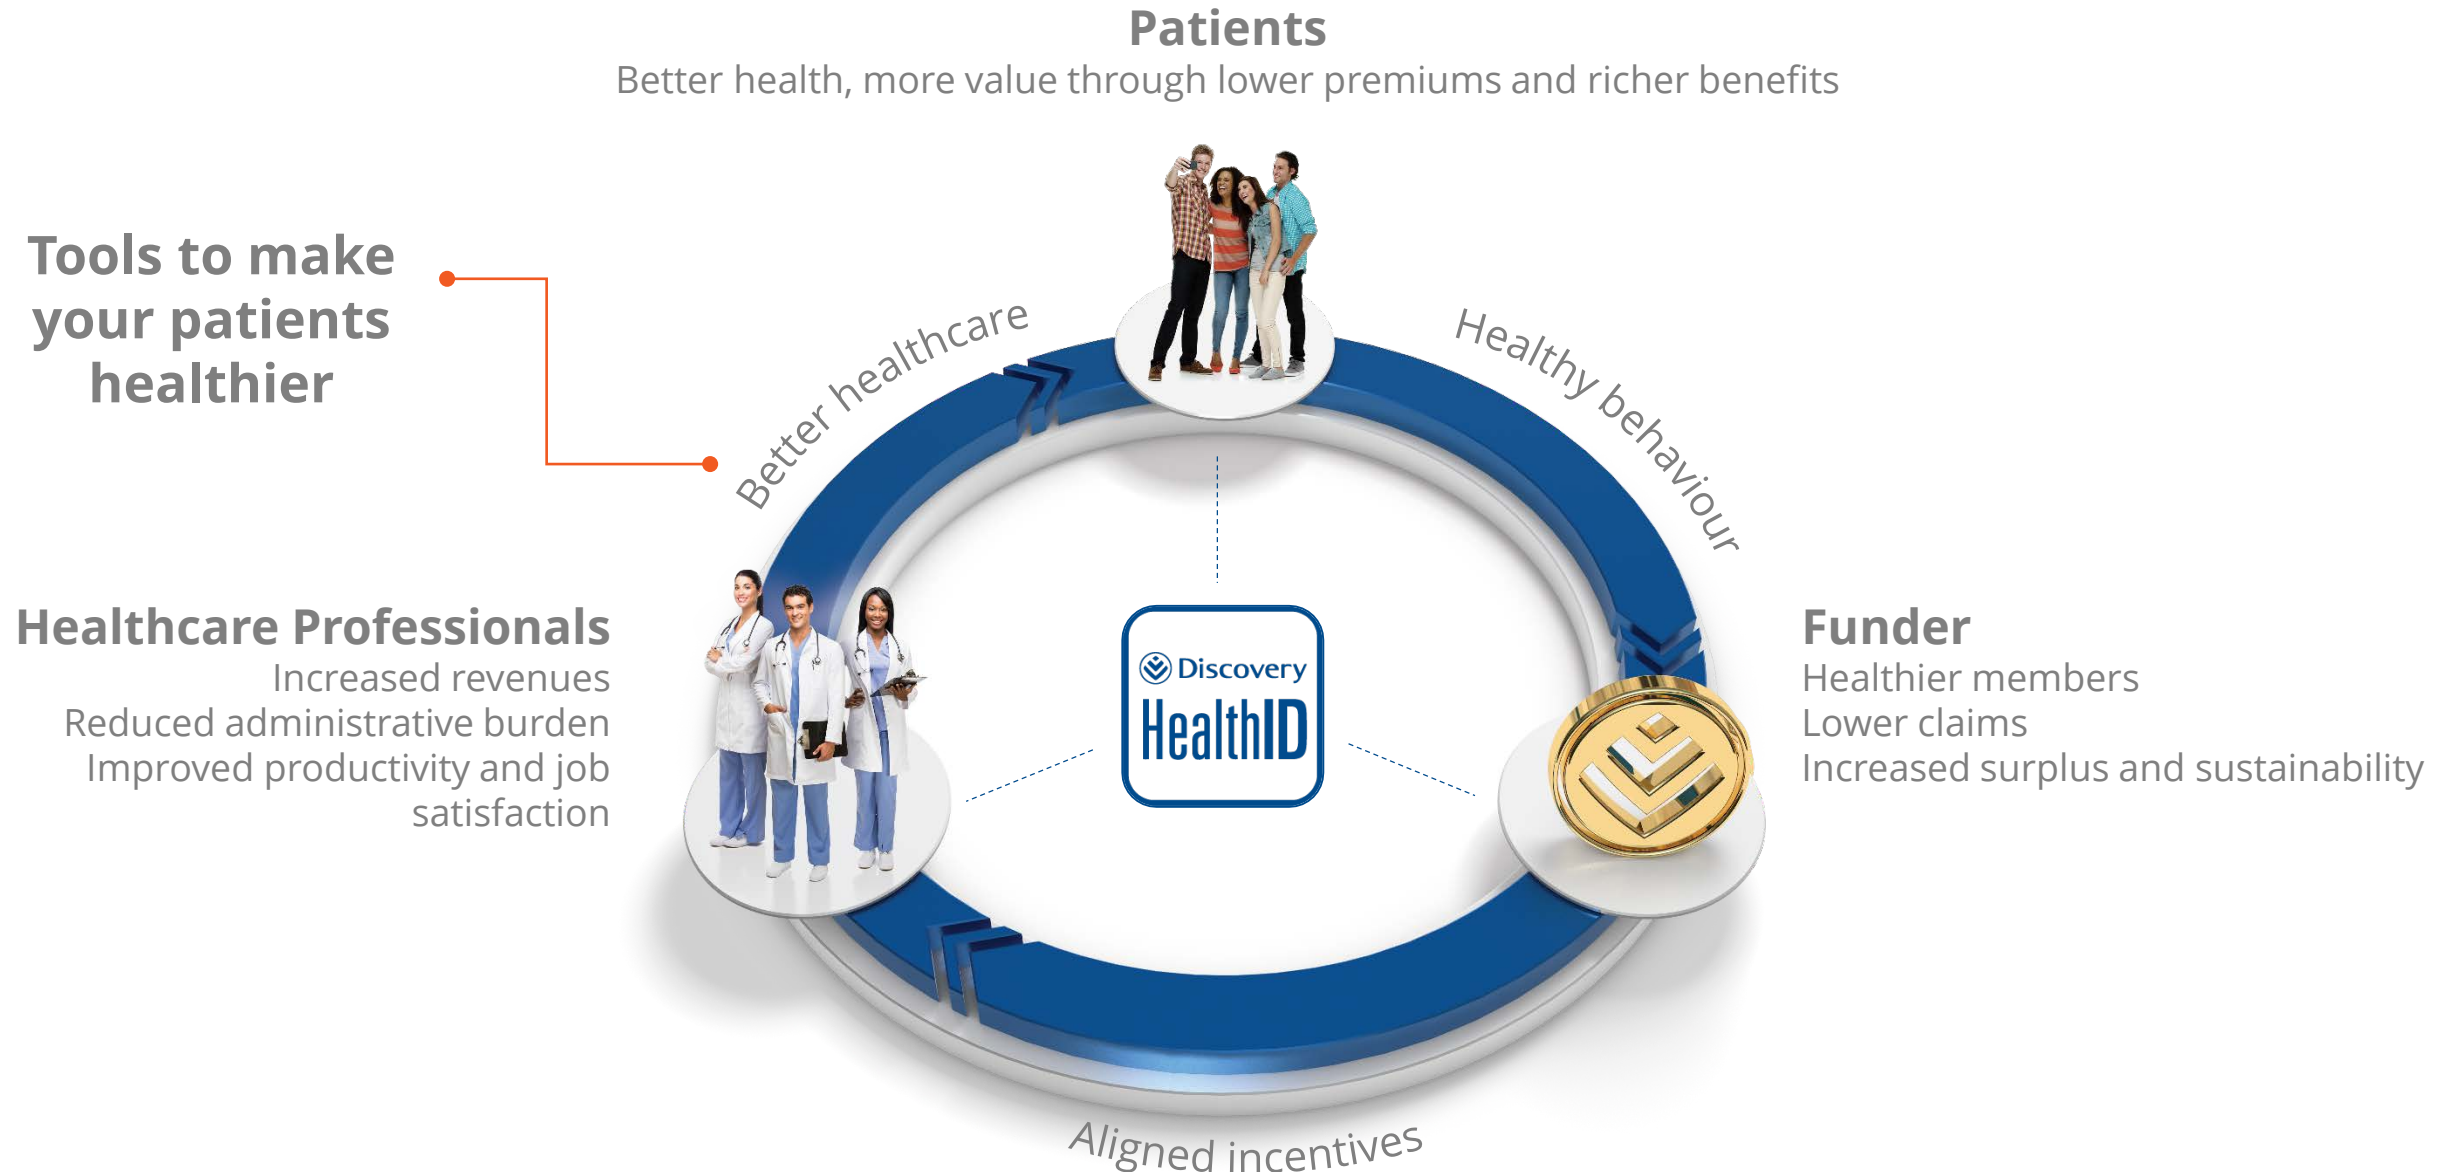 Patients
Better health, more value through lower premiums and richer benefits
Tools to make
your patients
healthier
Better healthcare
Healthy behaviour
Healthcare Professionals
Increased revenues
Reduced administrative burden
Improved productivity and job
satisfaction
Discovery
HealthID
Funder
Healthier members
Lower claims
Increased surplus and sustainability
Aligned incentives